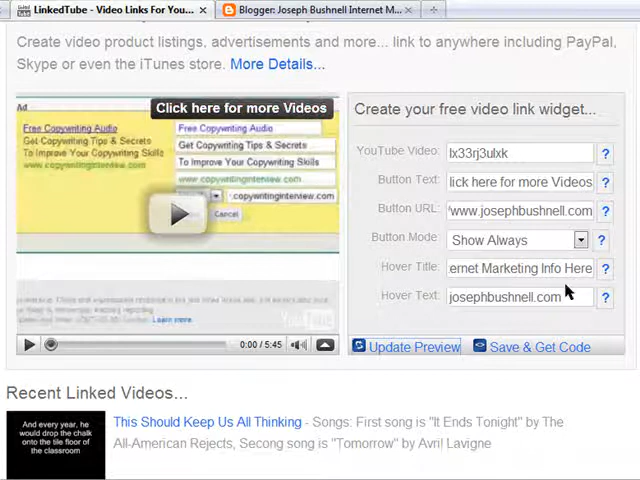 LinkedTube - Video Links For You... ×
Blogger: Joseph Bushnell Internet M... ×
Create video product listings, advertisements and more... link to anywhere including PayPal,
Skype or even the iTunes store. More Details...
Ad
Click here for more Videos
Free Copywriting Audio
Get Copywriting Tips & Secrets
To Improve Your Copywriting Skills
www.copywritinginterview.com
Free Copywriting Audio
Get Copywriting Tips & Secrets
To Improve Your Copywriting Skills
www.copywritinginterview.com
.copywritinginterview.com
Cancel
Learn more.
YouTube
0:00 / 5:45
Create your free video link widget...
YouTube Video: lx33rj3ulxk ?
Button Text: lick here for more Videos ?
Button URL: /www.josephbushnell.com ?
Button Mode: Show Always ?
Hover Title: ernet Marketing Info Here ?
Hover Text: josephbushnell.com ?
Update Preview
Save & Get Code
Recent Linked Videos...
And every year, he
would drop the chalk
onto the tile floor of
the classroom
This Should Keep Us All Thinking - Songs: First song is "It Ends Tonight" by The
All-American Rejects, Secong song is "Tomorrow" by Avril Lavigne